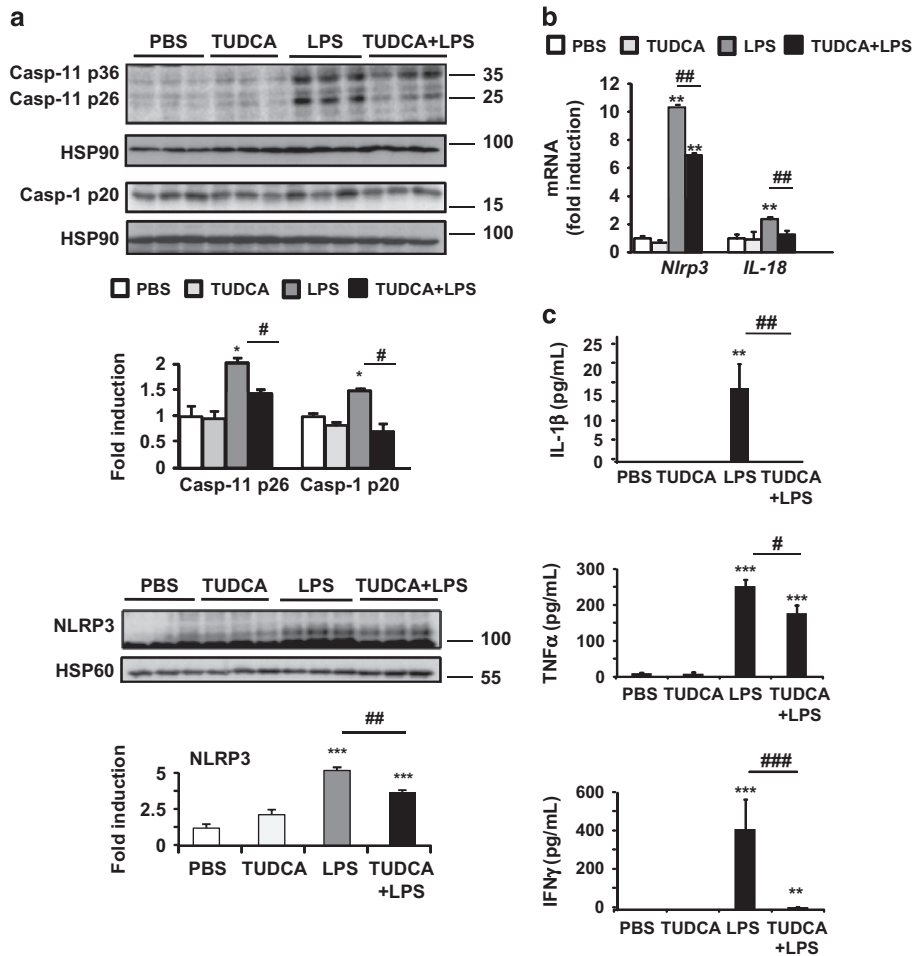 a
PBS TUDCA LPS TUDCA+LPS
Casp-11 p36
35
Casp-11 p26
25
HSP90
100
Casp-1 p20
15
HSP90
100
PBS TUDCA LPS TUDCA+LPS
Fold induction
2
1
1
0.5
0
*
#
*
#
Casp-11 p26 Casp-1 p20
PBS TUDCA LPS TUDCA+LPS
NLRP3
100
HSP60
55
##
NLRP3
Fold induction
5
2.5
0
***
***
PBS TUDCA LPS TUDCA
+LPS
b
PBS TUDCA LPS TUDCA+LPS
mRNA
(fold induction)
12
10
8
6
4
2
0
**
##
**
**
##
Nlrp3 IL-18
c
IL-1β (pg/mL)
25
20
15
10
5
0
**
##
PBS TUDCA LPS TUDCA
+LPS
TNFα (pg/mL)
300
200
100
0
***
#
***
PBS TUDCA LPS TUDCA
+LPS
IFNγ (pg/mL)
600
400
200
0
***
###
**
PBS TUDCA LPS TUDCA
+LPS